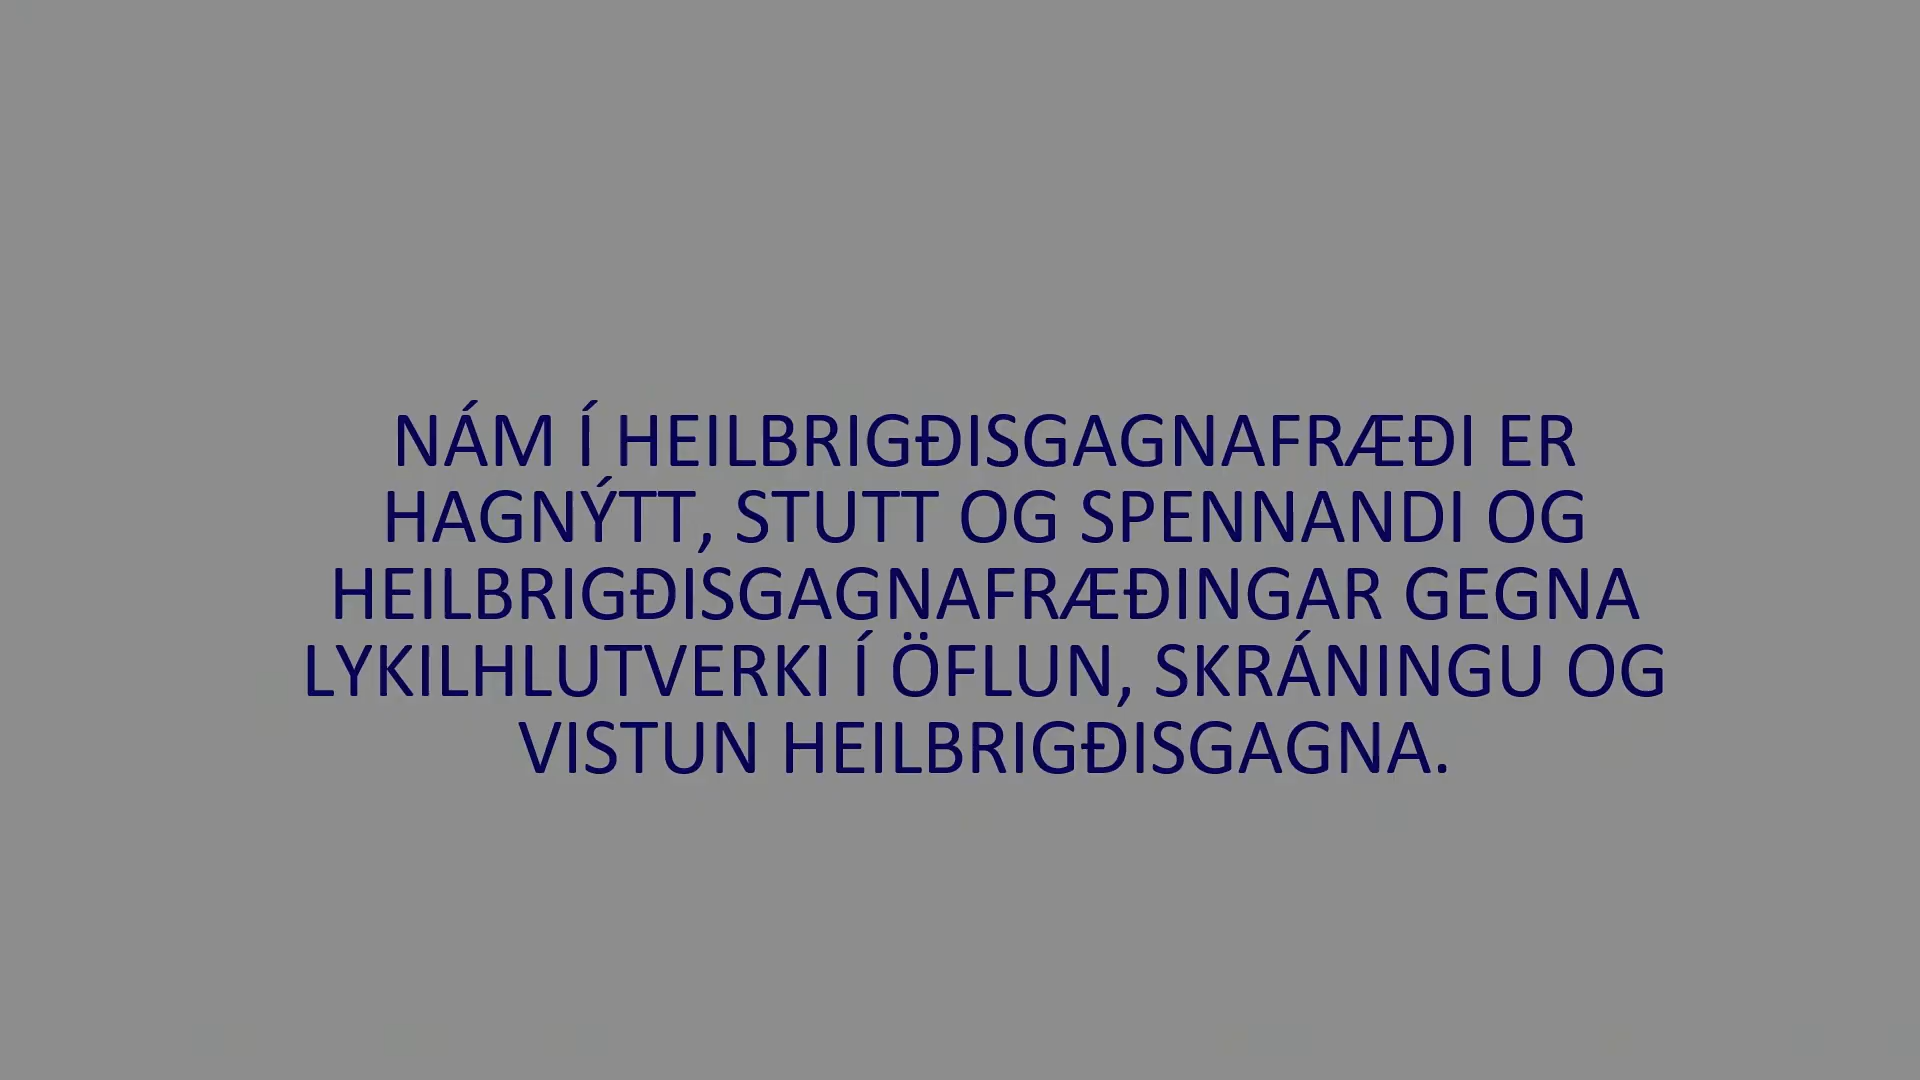 NÁM Í HEILBRIGÐISGAGNAFRÆÐI ER
HAGNÝTT, STUTT OG SPENNANDI OG
HEILBRIGÐISGAGNAFRÆÐINGAR GEGNA
LYKILHLUTVERKI Í ÖFLUN, SKRÁNINGU OG
VISTUN HEILBRIGÐISGAGNA.